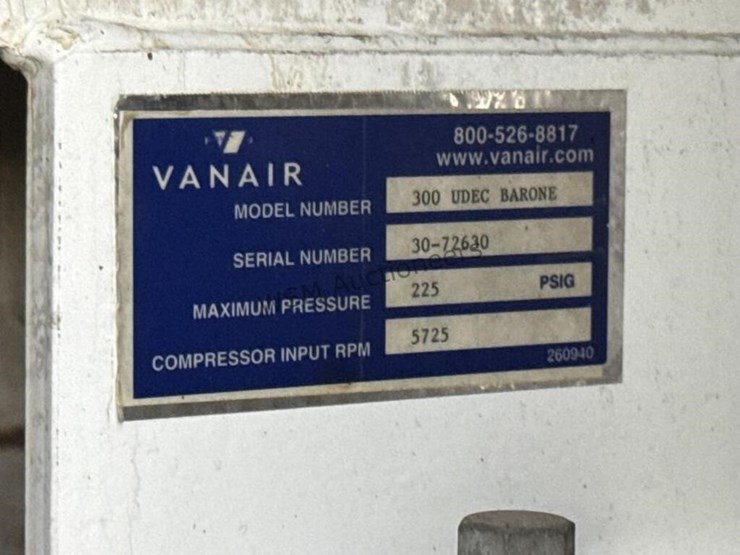 800-526-8817
www.vanair.com
VANAIR
MODEL NUMBER 300 UDEC BARONE
SERIAL NUMBER 30-72630
MAXIMUM PRESSURE 225 PSIG
COMPRESSOR INPUT RPM 5725
260940